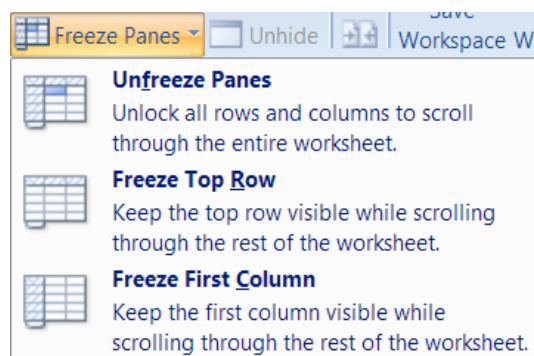 Save
Freeze Panes Unhide Workspace W
Unfreeze Panes
Unlock all rows and columns to scroll
through the entire worksheet.
Freeze Top Row
Keep the top row visible while scrolling
through the rest of the worksheet.
Freeze First Column
Keep the first column visible while
scrolling through the rest of the worksheet.